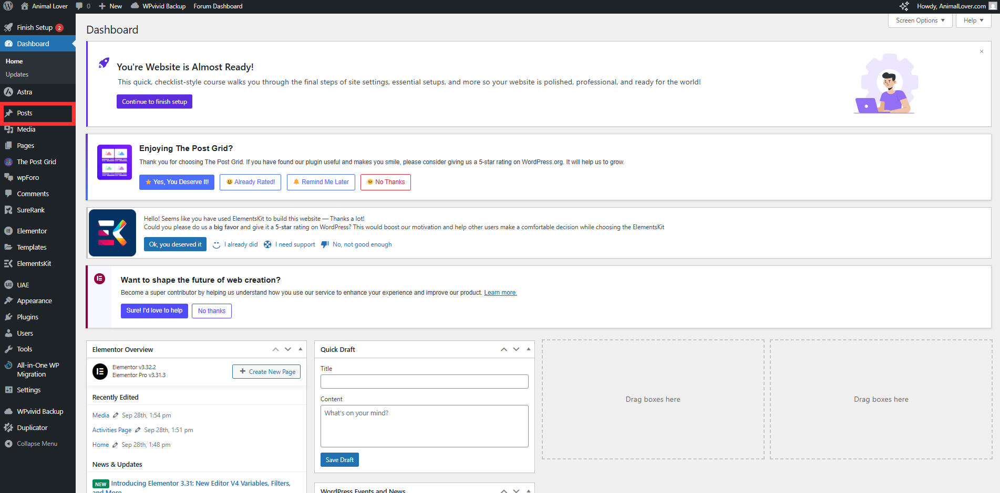 Animal Lover 0 New WPvivid Backup Forum Dashboard Howdy, AnimalLover.com
Screen Options Help
Finish Setup 2
Dashboard
Home
Updates
Astra
Posts
Media
Pages
The Post Grid
wpForo
Comments
SureRank
Elementor
Templates
ElementsKit
UAE
Appearance
Plugins
Users
Tools
All-in-One WP
Migration
Settings
WPvivid Backup
Duplicator
Collapse Menu
Dashboard
You're Website is Almost Ready!
This quick, checklist-style course walks you through the final steps of site settings, essential setups, and more so your website is polished, professional, and ready for the world!
Continue to finish setup
Enjoying The Post Grid?
Thank you for choosing The Post Grid. If you have found our plugin useful and makes you smile, please consider giving us a 5-star rating on WordPress.org. It will help us to grow.
Yes, You Deserve It! Already Rated! Remind Me Later No Thanks
Hello! Seems like you have used ElementsKit to build this website — Thanks a lot!
Could you please do us a big favor and give it a 5-star rating on WordPress? This would boost our motivation and help other users make a comfortable decision while choosing the ElementsKit
Ok, you deserved it I already did I need support No, not good enough
Want to shape the future of web creation?
Become a super contributor by helping us understand how you use our service to enhance your experience and improve our product. Learn more.
Sure! I'd love to help No thanks
Elementor Overview
Elementor v3.32.2
Elementor Pro v3.31.3
Create New Page
Recently Edited
Media Sep 28th, 1:54 pm
Activities Page Sep 28th, 1:51 pm
Home Sep 28th, 1:48 pm
News & Updates
NEW Introducing Elementor 3.31: New Editor V4 Variables, Filters,
and More
Quick Draft
Title
Content
What's on your mind?
Save Draft
WordPress Events and News
Drag boxes here
Drag boxes here